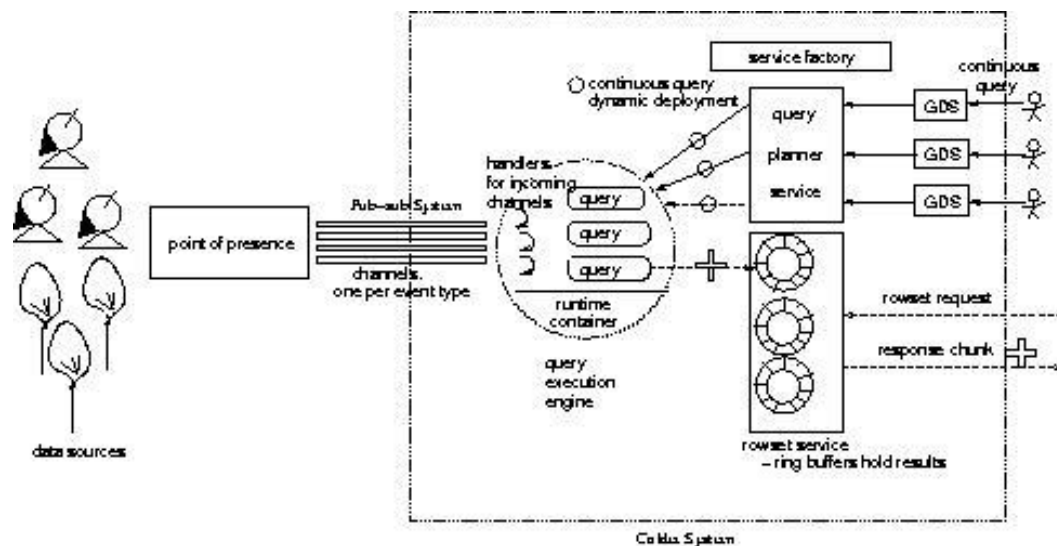 service factory
continuous
query
continuous query
dynamic deployment
query
planner
service
GDS
GDS
GDS
handlers
for incoming
channels
Pub-sub System
point of presence
query
query
query
channels,
one per event type
runtime
container
rowset request
response chunk
query
execution
engine
data sources
rowset service
– ring buffers hold results
Calder System